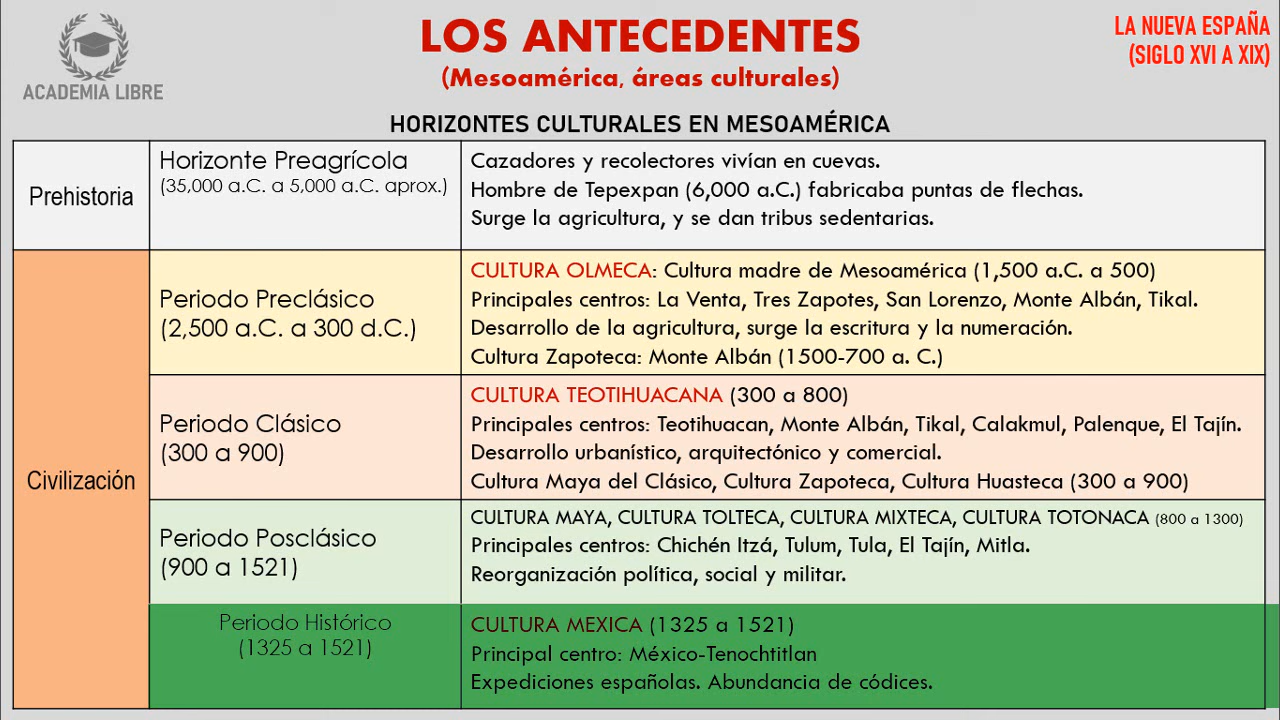 ACADEMIA LIBRE
LOS ANTECEDENTES
(Mesoamérica, áreas culturales)
LA NUEVA ESPAÑA
(SIGLO XVI A XIX)
HORIZONTES CULTURALES EN MESOAMÉRICA
Prehistoria
Horizonte Preagrícola
(35,000 a.C. a 5,000 a.C. aprox.)
Cazadores y recolectores vivían en cuevas.
Hombre de Tepexpan (6,000 a.C.) fabricaba puntas de flechas.
Surge la agricultura, y se dan tribus sedentarias.
Civilización
Periodo Preclásico
(2,500 a.C. a 300 d.C.)
CULTURA OLMECA: Cultura madre de Mesoamérica (1,500 a.C. a 500)
Principales centros: La Venta, Tres Zapotes, San Lorenzo, Monte Albán, Tikal.
Desarrollo de la agricultura, surge la escritura y la numeración.
Cultura Zapoteca: Monte Albán (1500-700 a. C.)
Periodo Clásico
(300 a 900)
CULTURA TEOTIHUACANA (300 a 800)
Principales centros: Teotihuacan, Monte Albán, Tikal, Calakmul, Palenque, El Tajín.
Desarrollo urbanístico, arquitectónico y comercial.
Cultura Maya del Clásico, Cultura Zapoteca, Cultura Huasteca (300 a 900)
Periodo Posclásico
(900 a 1521)
CULTURA MAYA, CULTURA TOLTECA, CULTURA MIXTECA, CULTURA TOTONACA (800 a 1300)
Principales centros: Chichén Itzá, Tulum, Tula, El Tajín, Mitla.
Reorganización política, social y militar.
Periodo Histórico
(1325 a 1521)
CULTURA MEXICA (1325 a 1521)
Principal centro: México-Tenochtitlan
Expediciones españolas. Abundancia de códices.